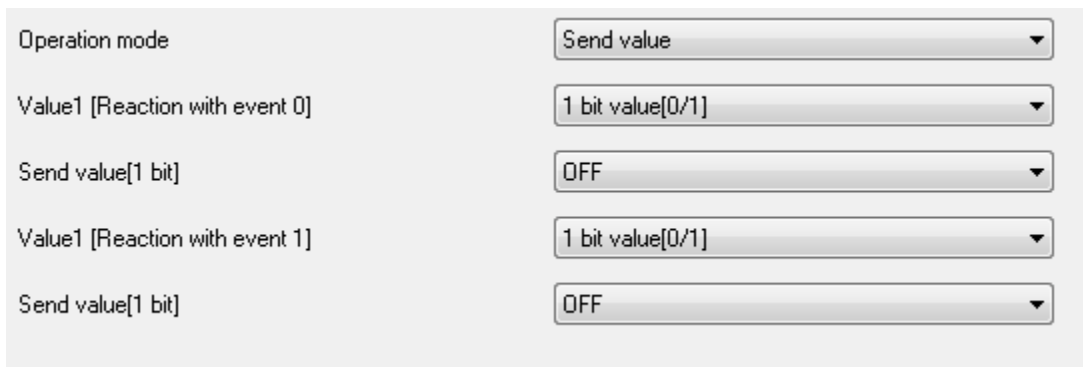 Operation mode Send value
Value1 [Reaction with event 0] 1 bit value[0/1]
Send value[1 bit] OFF
Value1 [Reaction with event 1] 1 bit value[0/1]
Send value[1 bit] OFF